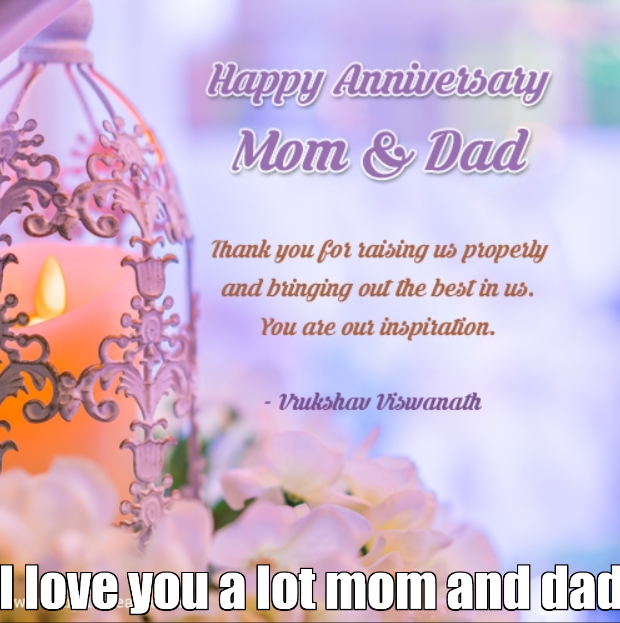 Happy Anniversary
Mom & Dad
Thank you for raising us properly
and bringing out the best in us.
You are our inspiration.
- Vrukshav Viswanath
I love you a lot mom and dad